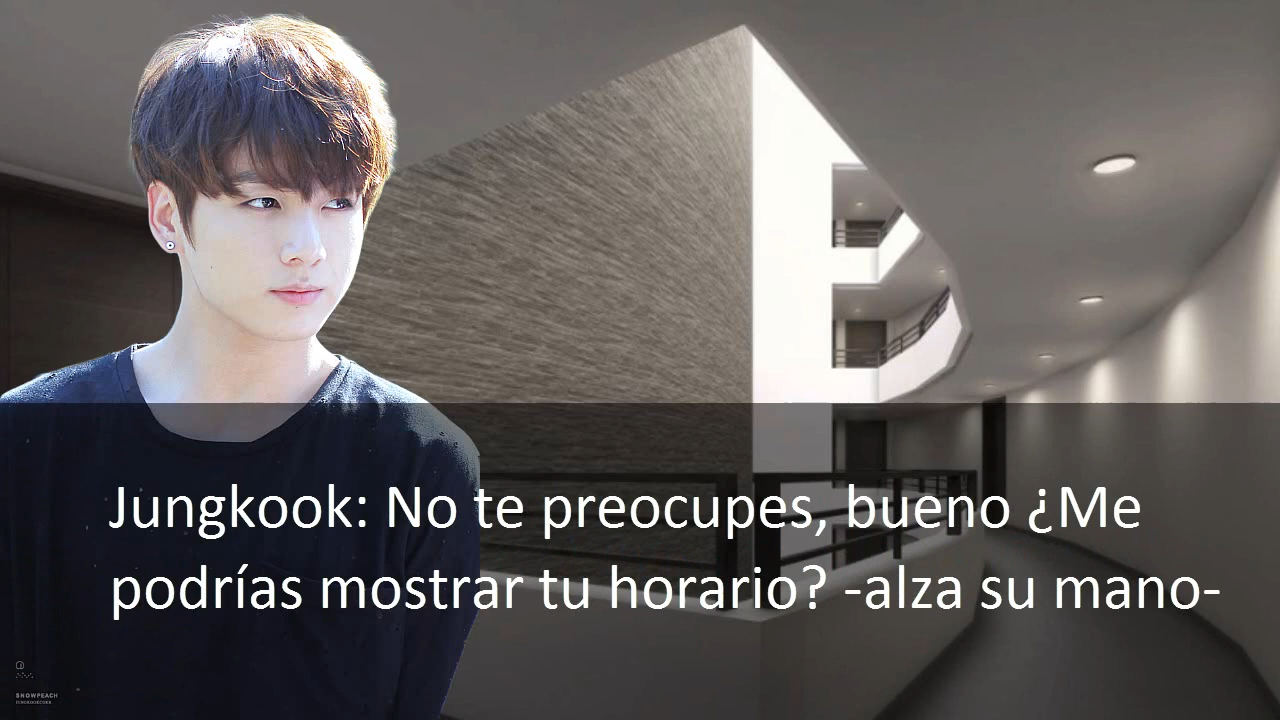 Jungkook: No te preocupes, bueno ¿Me
podrías mostrar tu horario? -alza su mano-
SNOWPEACH